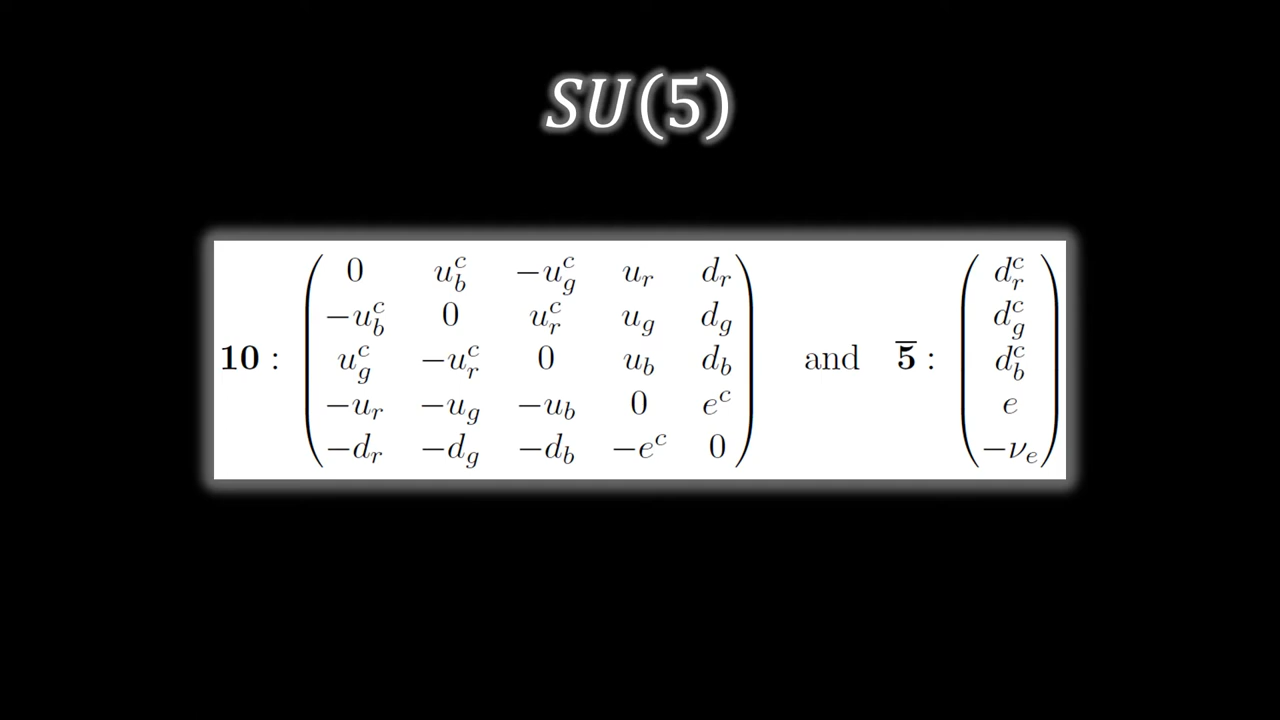 SU(5)
10 : ( 0 u_b^c −u_g^c u_r d_r ) and 5̅ : ( d_r^c )
( −u_b^c 0 u_r^c u_g d_g ) ( d_g^c )
( u_g^c −u_r^c 0 u_b d_b ) ( d_b^c )
( −u_r −u_g −u_b 0 e^c ) ( e )
( −d_r −d_g −d_b −e^c 0 ) ( −ν_e )